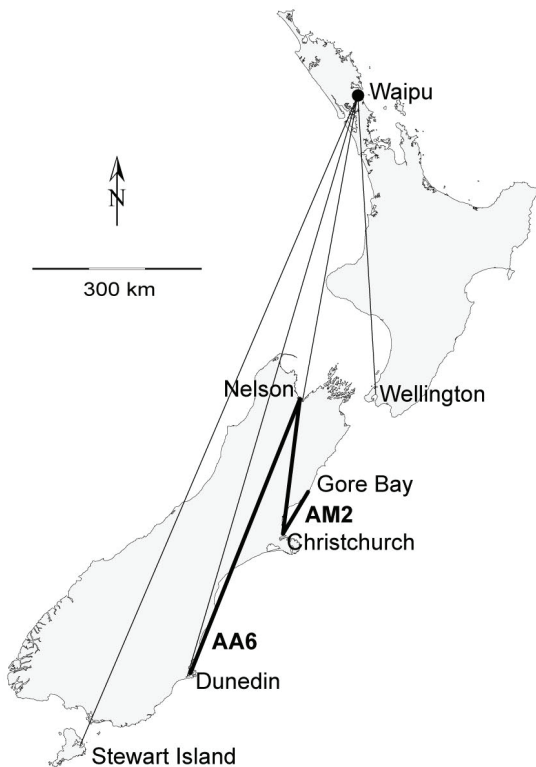 Waipu
N
300 km
Nelson
Wellington
Gore Bay
AM2
Christchurch
AA6
Dunedin
Stewart Island